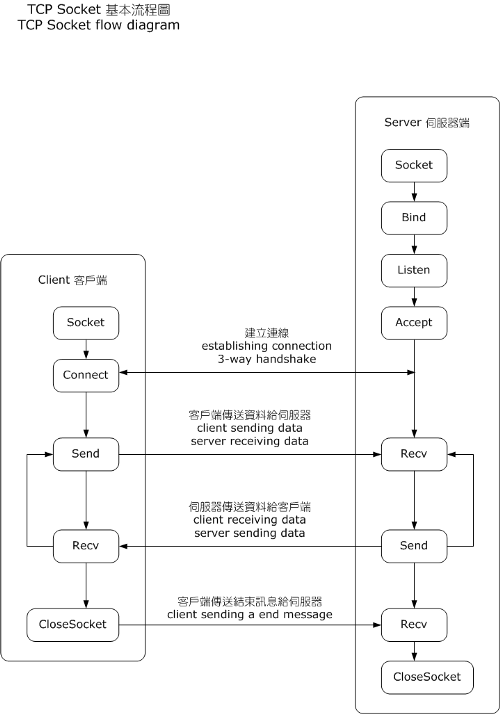 TCP Socket 基本流程圖
TCP Socket flow diagram
Server 伺服器端
Socket
Bind
Listen
Accept
Client 客戶端
Socket
Connect
建立連線
establishing connection
3-way handshake
客戶端傳送資料給伺服器
client sending data
server receiving data
Send
Recv
伺服器傳送資料給客戶端
client receiving data
server sending data
Recv
Send
客戶端傳送結束訊息給伺服器
client sending a end message
CloseSocket
Recv
CloseSocket